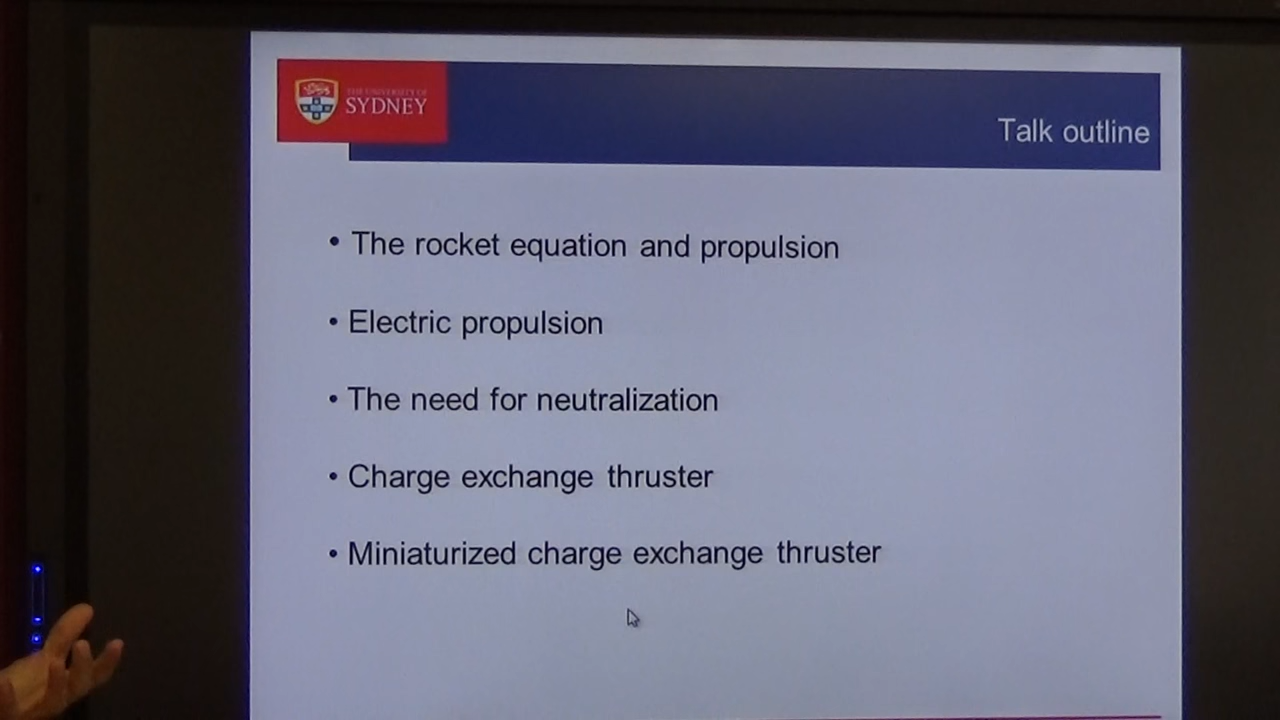 THE UNIVERSITY OF
SYDNEY
Talk outline
• The rocket equation and propulsion
• Electric propulsion
• The need for neutralization
• Charge exchange thruster
• Miniaturized charge exchange thruster